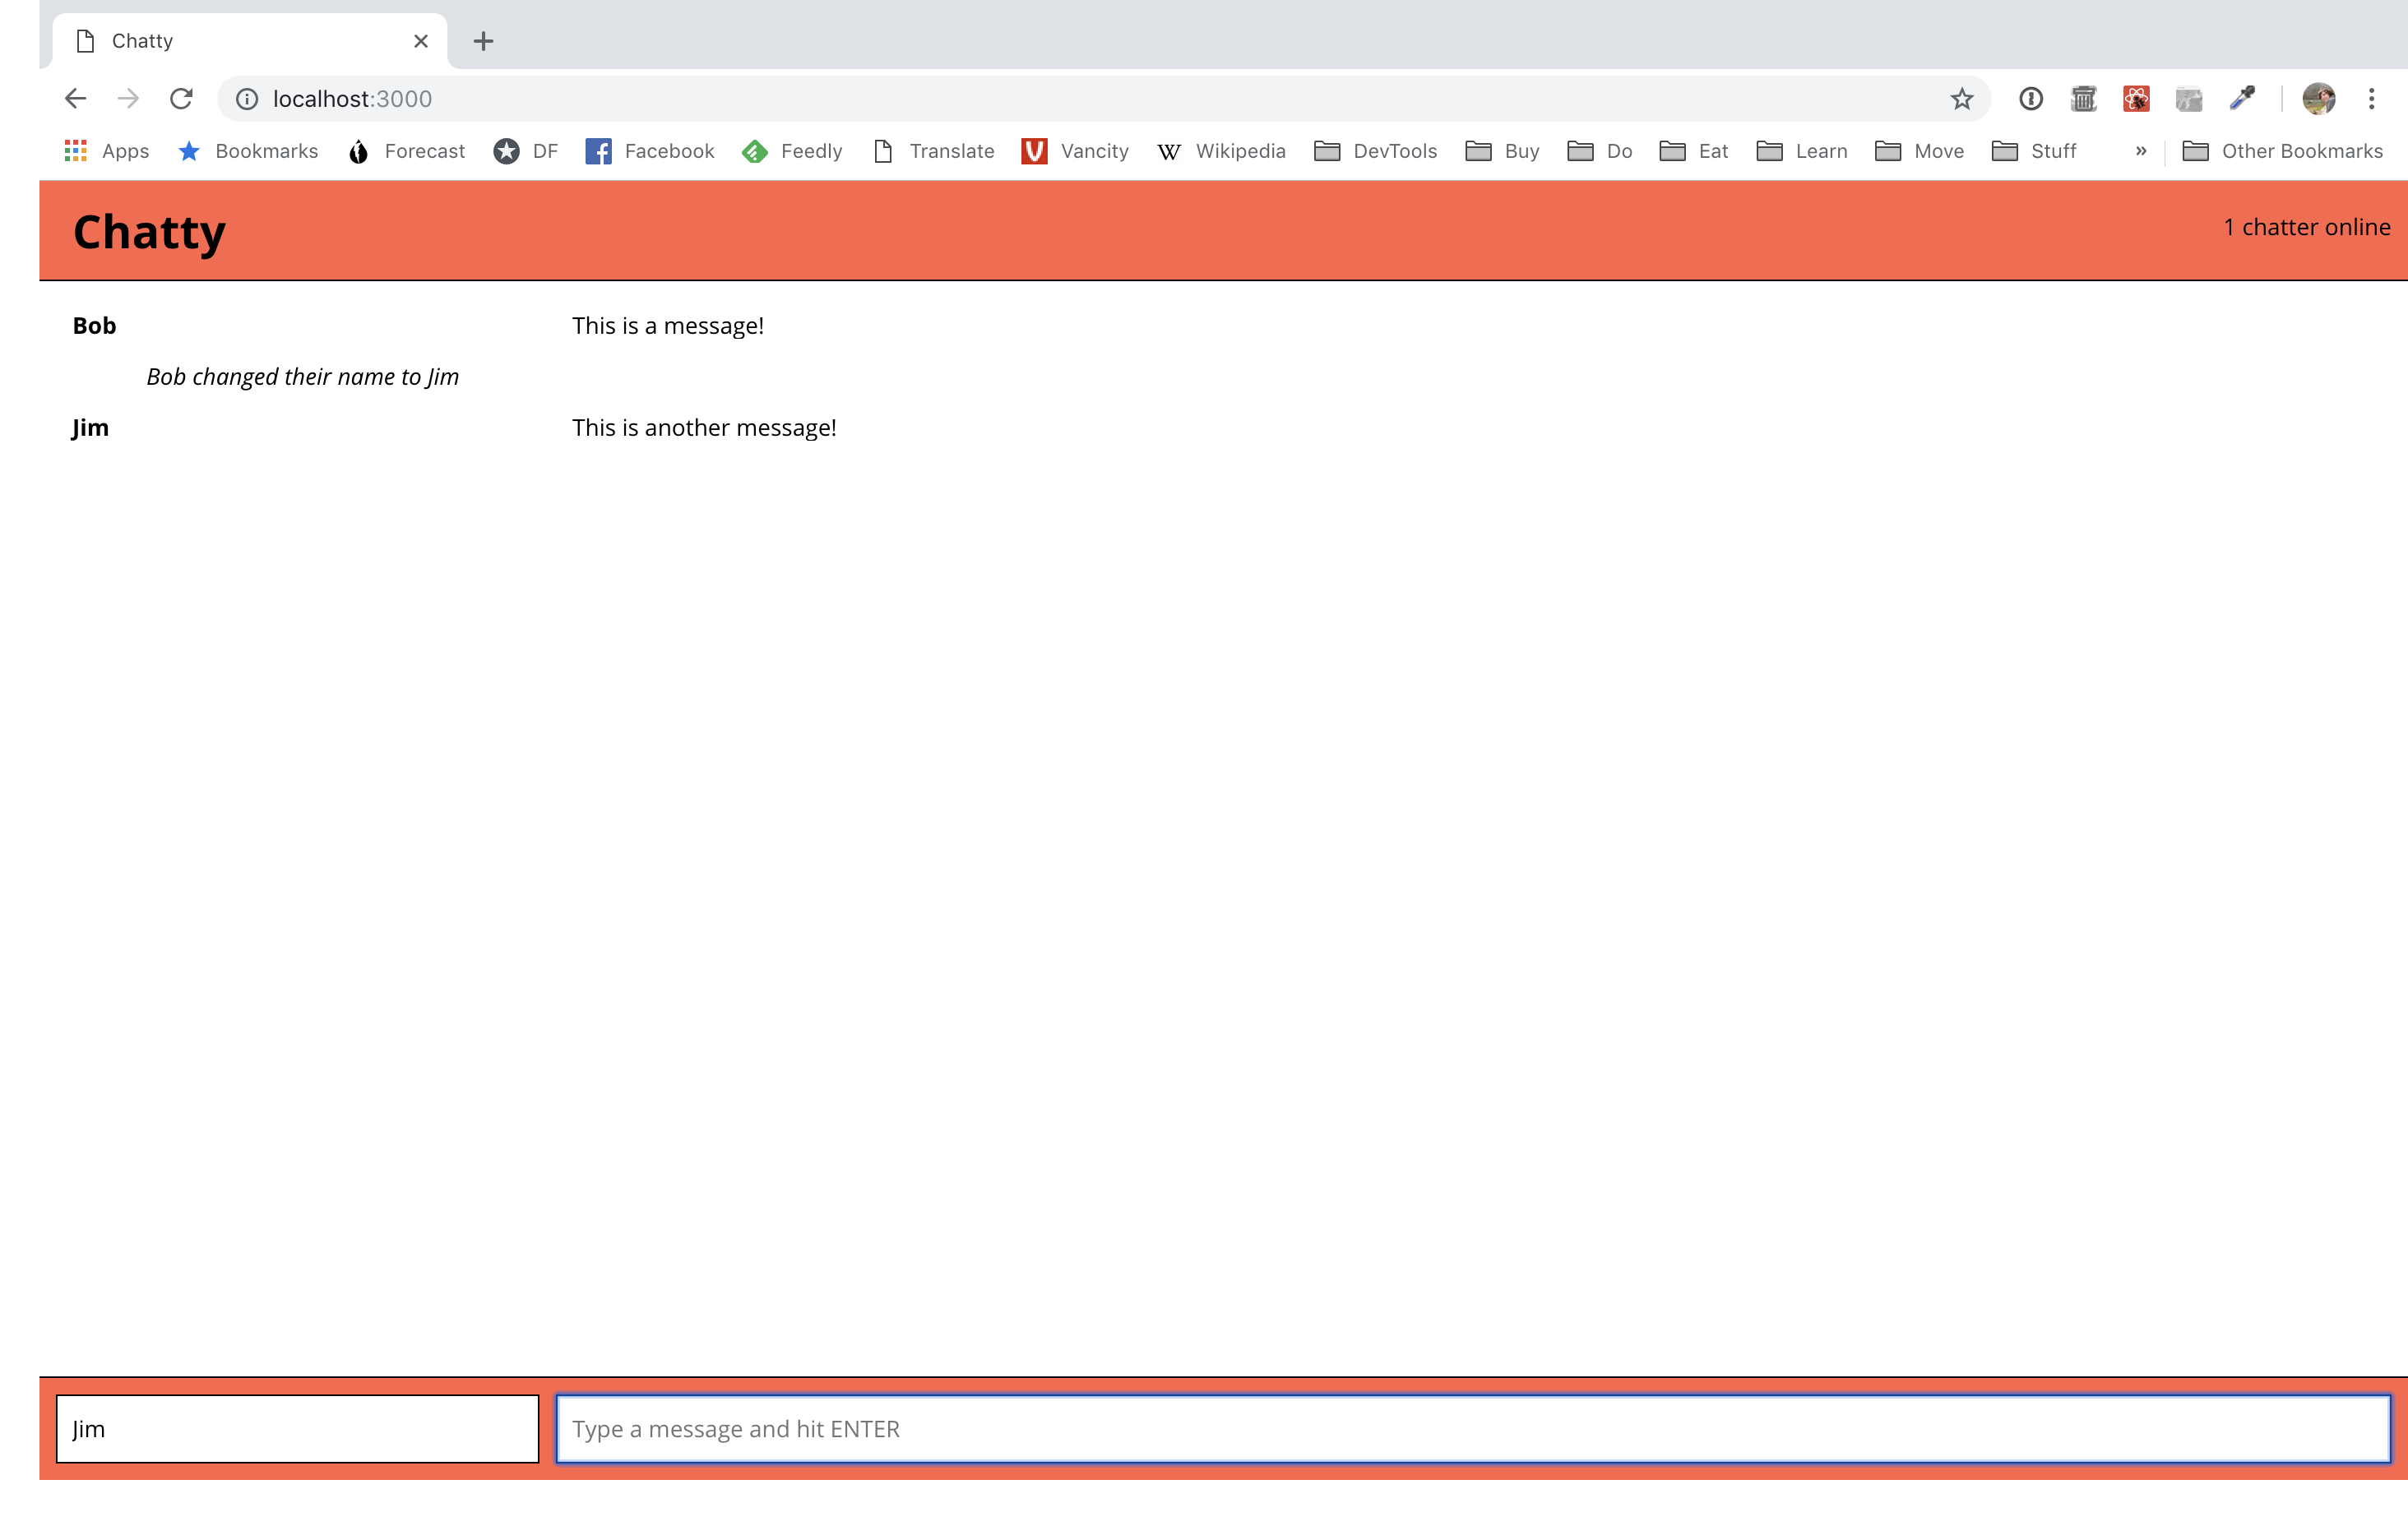 Chatty
localhost:3000
Apps Bookmarks Forecast DF Facebook Feedly Translate Vancity Wikipedia DevTools Buy Do Eat Learn Move Stuff » Other Bookmarks
Chatty 1 chatter online
Bob This is a message!
Bob changed their name to Jim
Jim This is another message!
Jim Type a message and hit ENTER